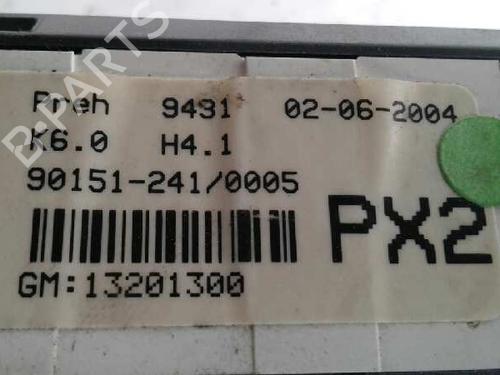 Preh 9431 02-06-2004
K6.0 H4.1
90151-241/0005
PX2
GM:13201300
B-PARTS